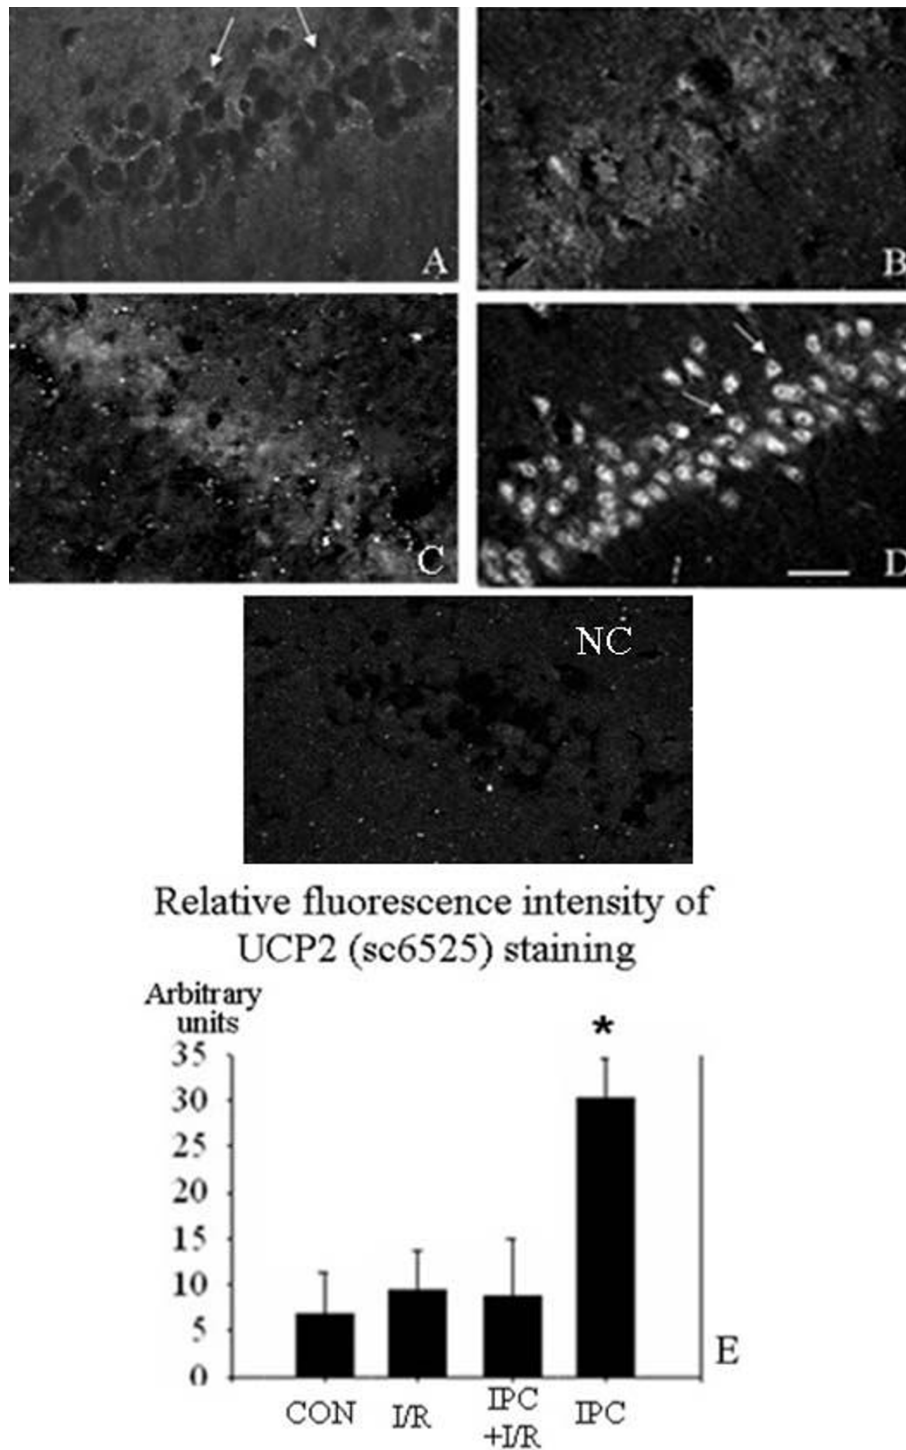 A
B
C
D
NC
Relative fluorescence intensity of
UCP2 (sc6525) staining
Arbitrary
units
35
30
25
20
15
10
5
0
*
E
CON
I/R
IPC
+I/R
IPC